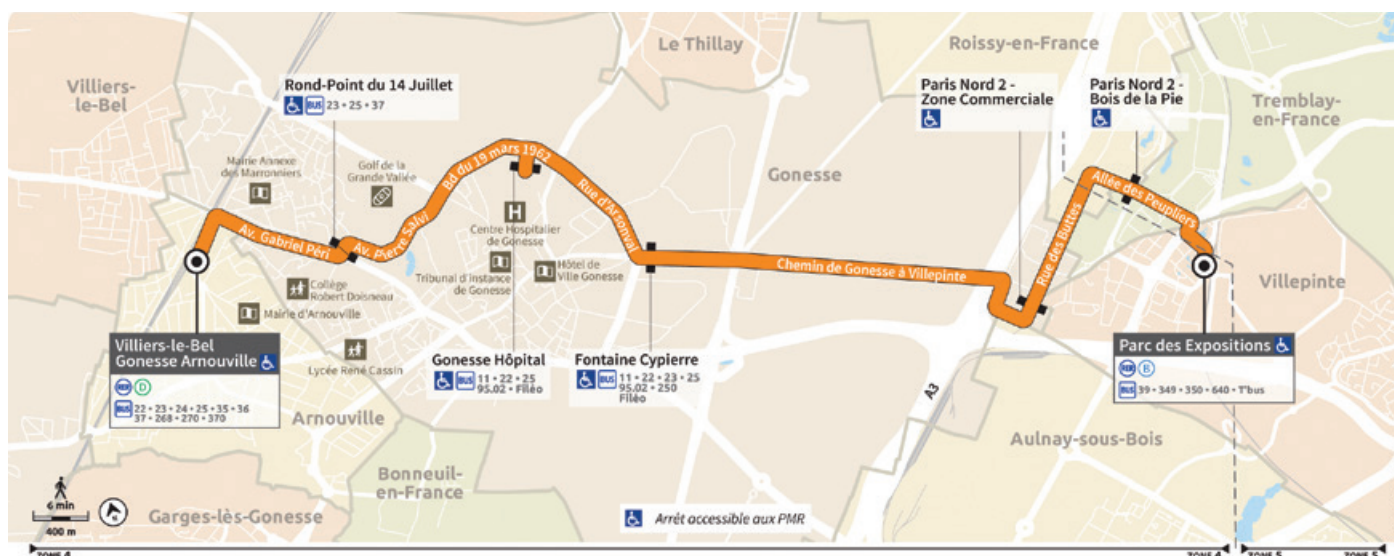 Villiers-
le-Bel
Rond-Point du 14 Juillet
BUS 23 • 25 • 37
Le Thillay
Roissy-en-France
Paris Nord 2 -
Zone Commerciale
Paris Nord 2 -
Bois de la Pie
Tremblay-
en-France
Mairie Annexe
des Marronniers
Golf de la
Grande Vallée
Bd du 19 mars 1962
Rue d'Arsonval
Gonesse
Allée des Peupliers
Av. Gabriel Péri
Av. Pierre Salvi
H
Centre Hospitalier
de Gonesse
Tribunal d'instance
de Gonesse
Hôtel de
Ville Gonesse
Chemin de Gonesse à Villepinte
Rue des Buttes
Villepinte
Collège
Robert Doisneau
Mairie d'Arnouville
Lycée René Cassin
Villiers-le-Bel
Gonesse Arnouville
RER D
BUS 22 • 23 • 24 • 25 • 35 • 36
37 • 268 • 270 • 370
Arnouville
Gonesse Hôpital
BUS 11 • 22 • 25
95.02 • Filéo
Fontaine Cypierre
BUS 11 • 22 • 23 • 25
95.02 • 250
Filéo
Parc des Expositions
RER B
BUS 39 • 349 • 350 • 640 • T'bus
A3
Aulnay-sous-Bois
Bonneuil-
en-France
Garges-lès-Gonesse
6 min
400 m
Arrêt accessible aux PMR
ZONE 4
ZONE 4
ZONE 5
ZONE 5